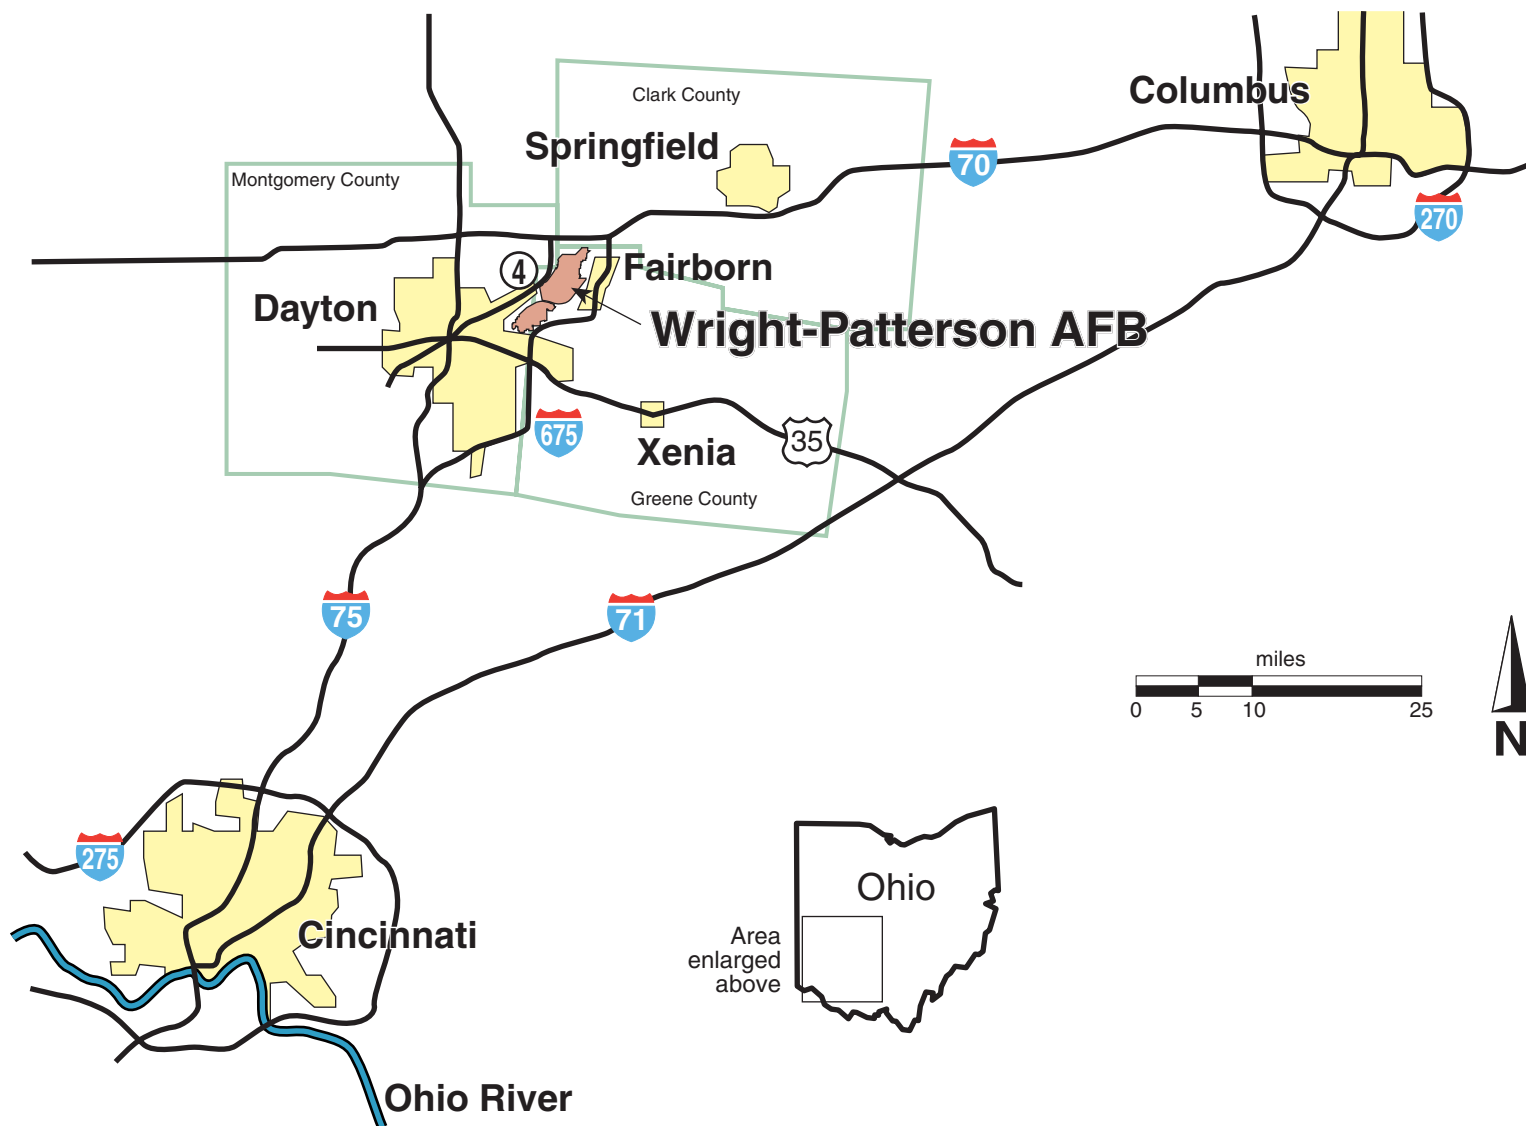 Clark County
Columbus
Springfield
70
Montgomery County
270
4
Fairborn
Dayton
Wright-Patterson AFB
675
35
Xenia
Greene County
75
71
miles
0 5 10 25
N
275
Ohio
Cincinnati
Area
enlarged
above
Ohio River